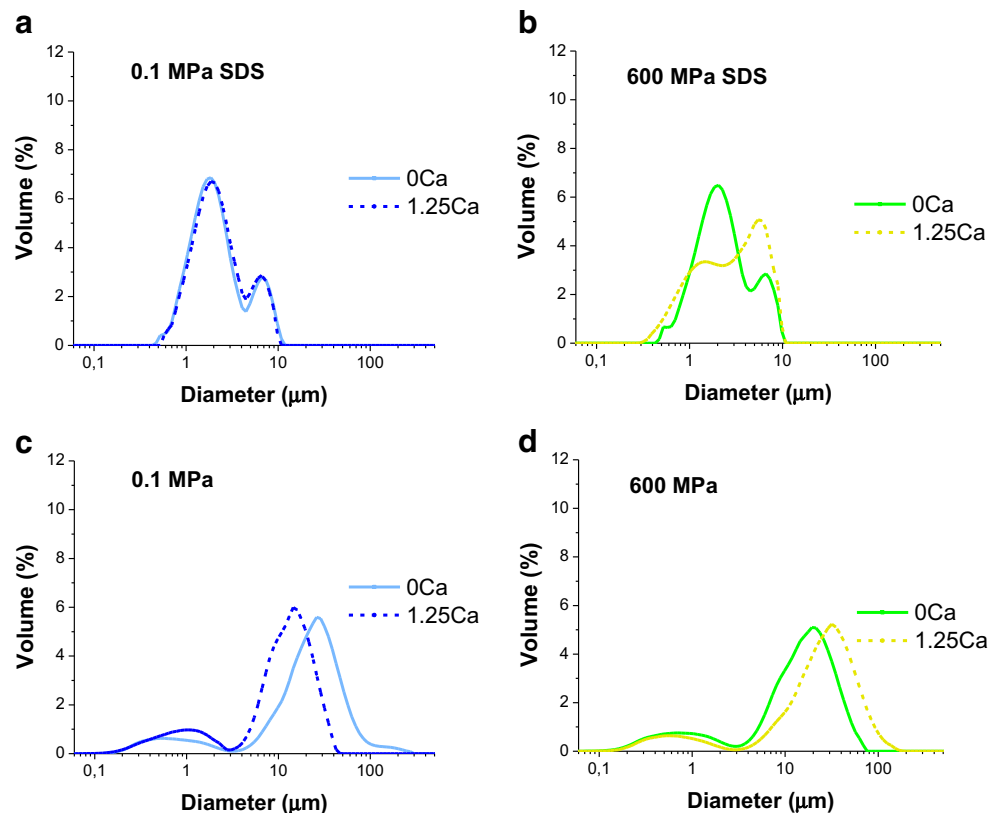 a
0.1 MPa SDS
Volume (%)
12
10
8
6
4
2
0
0Ca
1.25Ca
0,1 1 10 100
Diameter (μm)
b
600 MPa SDS
Volume (%)
12
10
8
6
4
2
0
0Ca
1.25Ca
0,1 1 10 100
Diameter (μm)
c
0.1 MPa
Volume (%)
12
10
8
6
4
2
0
0Ca
1.25Ca
0,1 1 10 100
Diameter (μm)
d
600 MPa
Volume (%)
12
10
8
6
4
2
0
0Ca
1.25Ca
0,1 1 10 100
Diameter (μm)